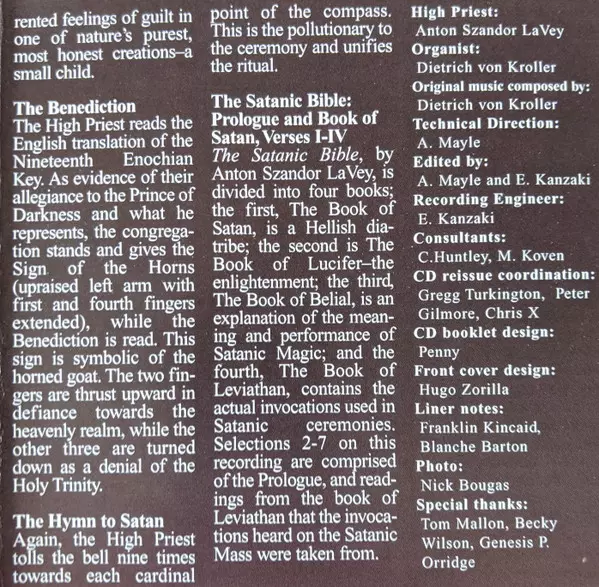 rented feelings of guilt in
one of nature's purest,
most honest creations–a
small child.
The Benediction
The High Priest reads the
English translation of the
Nineteenth Enochian
Key. As evidence of their
allegiance to the Prince of
Darkness and what he
represents, the congrega-
tion stands and gives the
Sign of the Horns
(upraised left arm with
first and fourth fingers
extended), while the
Benediction is read. This
sign is symbolic of the
horned goat. The two fin-
gers are thrust upward in
defiance towards the
heavenly realm, while the
other three are turned
down as a denial of the
Holy Trinity.
The Hymn to Satan
Again, the High Priest
tolls the bell nine times
towards each cardinal
point of the compass.
This is the pollutionary to
the ceremony and unifies
the ritual.
The Satanic Bible:
Prologue and Book of
Satan, Verses I-IV
The Satanic Bible, by
Anton Szandor LaVey, is
divided into four books;
the first, The Book of
Satan, is a Hellish dia-
tribe; the second is The
Book of Lucifer–the
enlightenment; the third,
The Book of Belial, is an
explanation of the mean-
ing and performance of
Satanic Magic; and the
fourth, The Book of
Leviathan, contains the
actual invocations used in
Satanic ceremonies.
Selections 2-7 on this
recording are comprised
of the Prologue, and read-
ings from the book of
Leviathan that the invoca-
tions heard on the Satanic
Mass were taken from.
High Priest:
Anton Szandor LaVey
Organist:
Dietrich von Kroller
Original music composed by:
Dietrich von Kroller
Technical Direction:
A. Mayle
Edited by:
A. Mayle and E. Kanzaki
Recording Engineer:
E. Kanzaki
Consultants:
C.Huntley, M. Koven
CD reissue coordination:
Gregg Turkington, Peter
Gilmore, Chris X
CD booklet design:
Penny
Front cover design:
Hugo Zorilla
Liner notes:
Franklin Kincaid,
Blanche Barton
Photo:
Nick Bougas
Special thanks:
Tom Mallon, Becky
Wilson, Genesis P.
Orridge